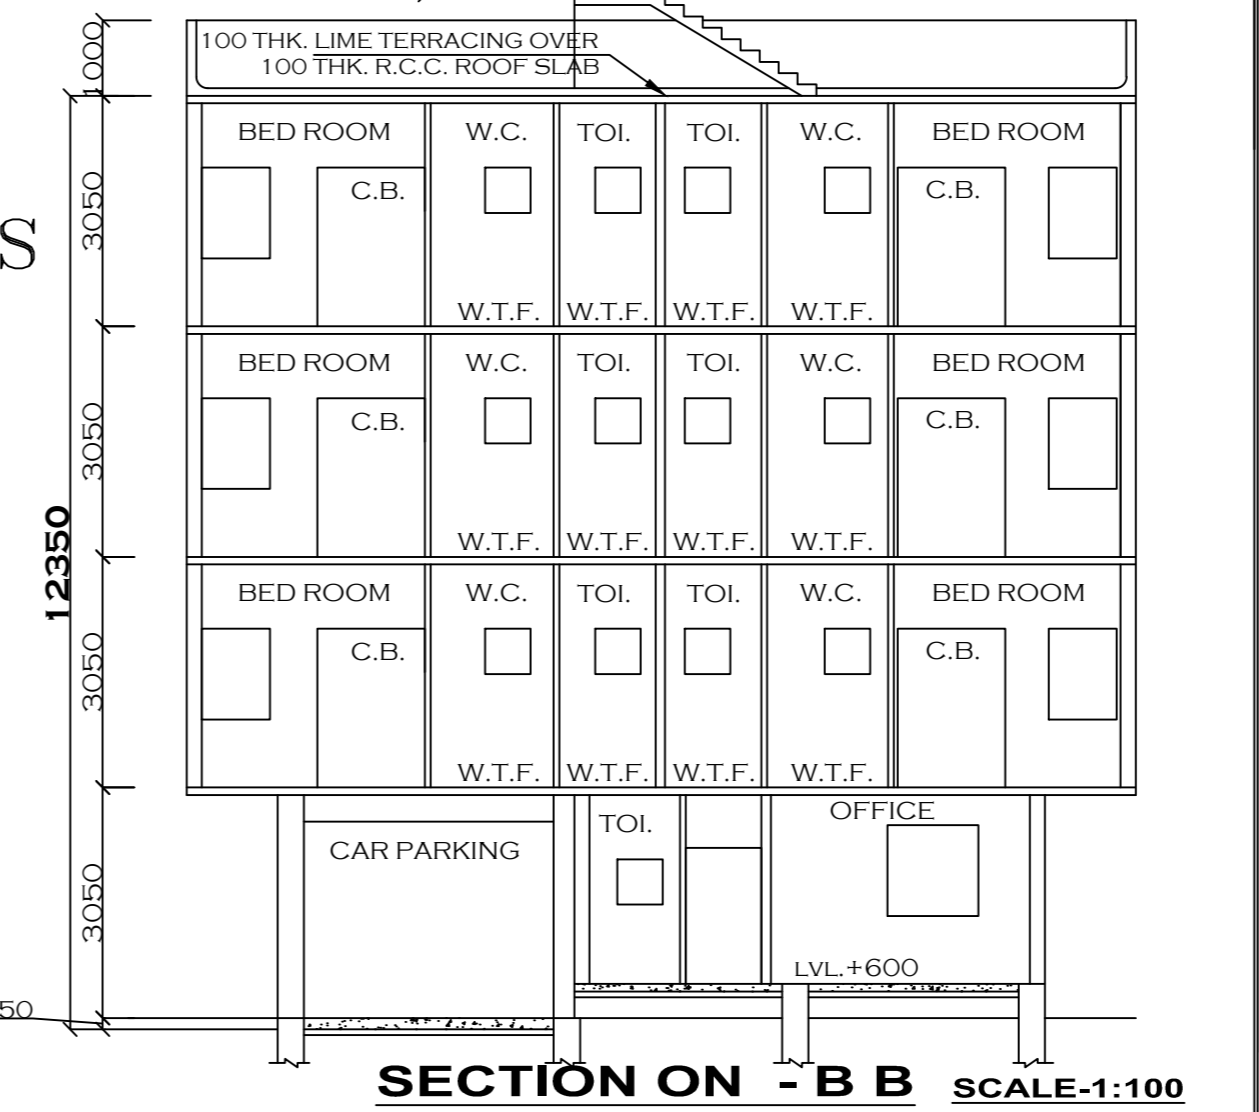 1000
100 THK. LIME TERRACING OVER
100 THK. R.C.C. ROOF SLAB
BED ROOM W.C. TOI. TOI. W.C. BED ROOM
C.B. C.B.
3050
S
W.T.F. W.T.F. W.T.F. W.T.F.
BED ROOM W.C. TOI. TOI. W.C. BED ROOM
C.B. C.B.
3050
W.T.F. W.T.F. W.T.F. W.T.F.
12350
BED ROOM W.C. TOI. TOI. W.C. BED ROOM
C.B. C.B.
3050
W.T.F. W.T.F. W.T.F. W.T.F.
OFFICE
TOI.
CAR PARKING
3050
LVL.+600
50
SECTION ON - B B SCALE-1:100